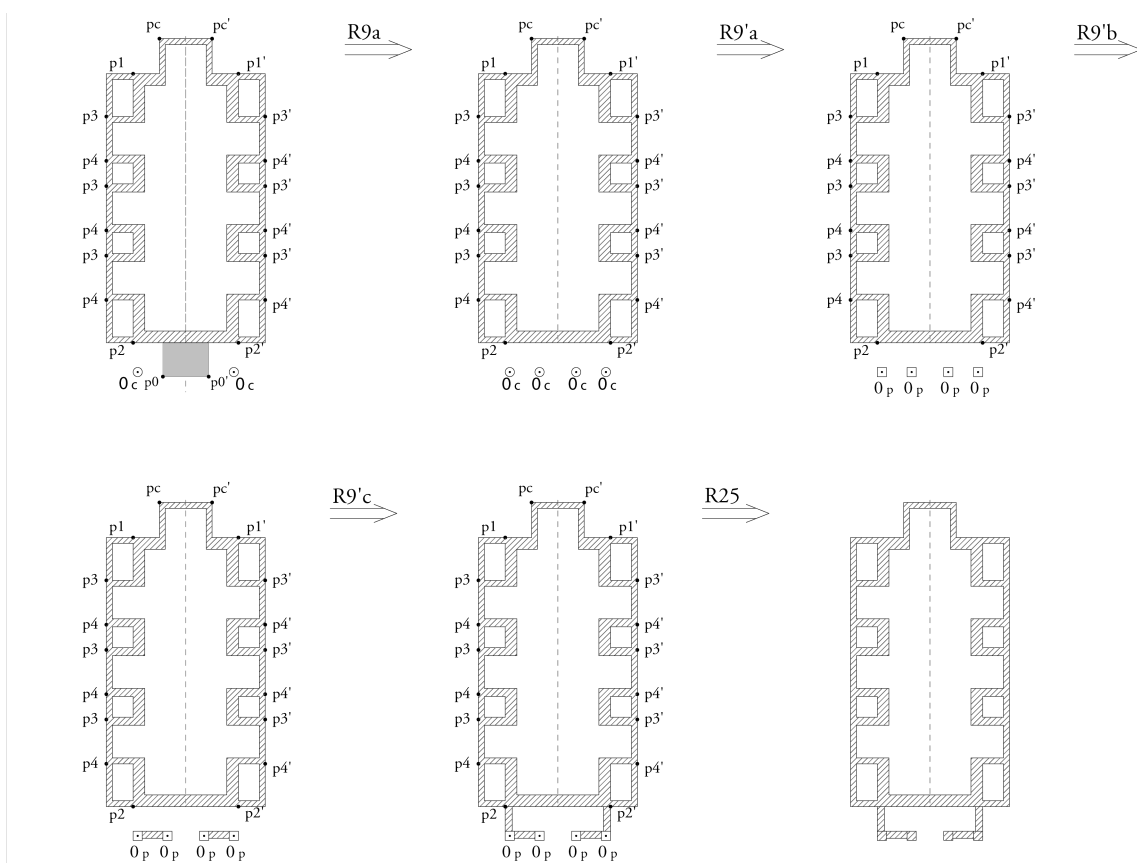 pc pc' R9a pc pc' R9'a pc pc' R9'b
p1 p1' p1 p1' p1 p1'
p3 p3' p3 p3' p3 p3'
p4 p4' p4 p4' p4 p4'
p3 p3' p3 p3' p3 p3'
p4 p4' p4 p4' p4 p4'
p3 p3' p3 p3' p3 p3'
p4 p4' p4 p4' p4 p4'
p2 p2' p2 p2' p2 p2'
0c p0 p0' 0c 0c 0c 0c 0c 0p 0p 0p 0p
pc pc' R9'c pc pc' R25
p1 p1' p1 p1'
p3 p3' p3 p3'
p4 p4' p4 p4'
p3 p3' p3 p3'
p4 p4' p4 p4'
p3 p3' p3 p3'
p4 p4' p4 p4'
p2 p2' p2 p2'
0p 0p 0p 0p 0p 0p 0p 0p